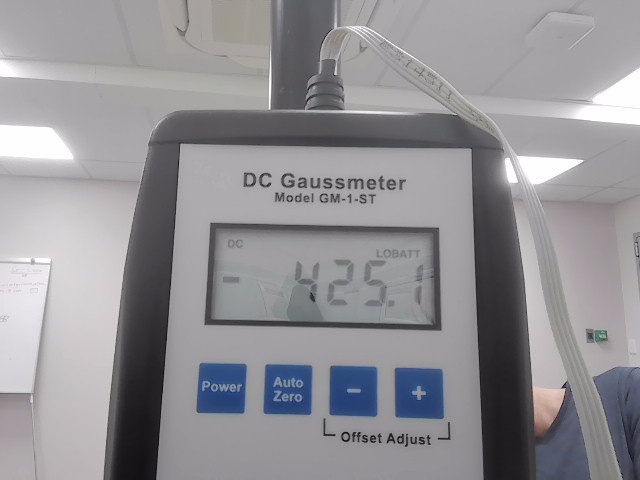 DC Gaussmeter
Model GM-1-ST
DC
LOBATT
- 425.1
Power
Auto
Zero
-
+
Offset Adjust